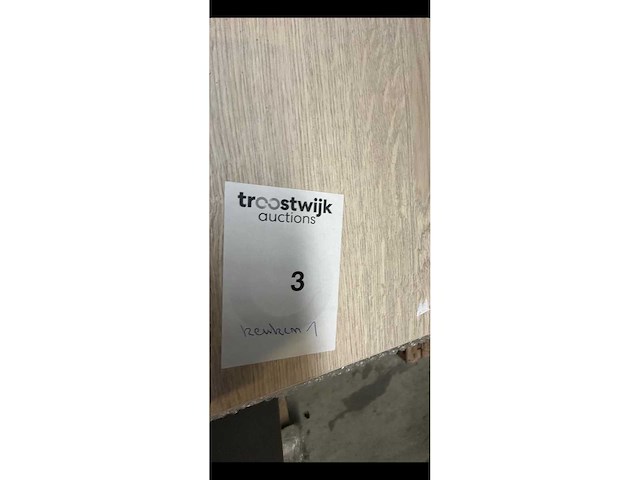 troostwijk
auctions
3
keuken 1